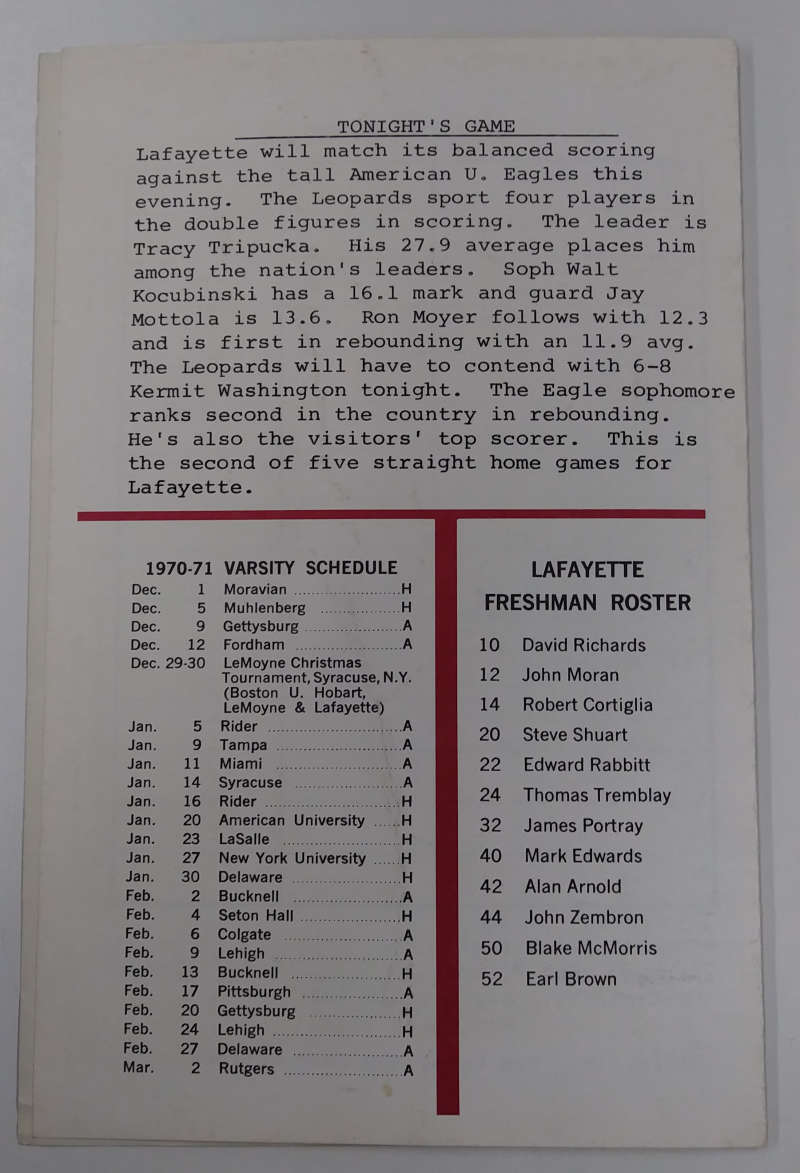 TONIGHT'S GAME
Lafayette will match its balanced scoring
against the tall American U. Eagles this
evening. The Leopards sport four players in
the double figures in scoring. The leader is
Tracy Tripucka. His 27.9 average places him
among the nation's leaders. Soph Walt
Kocubinski has a 16.1 mark and guard Jay
Mottola is 13.6. Ron Moyer follows with 12.3
and is first in rebounding with an 11.9 avg.
The Leopards will have to contend with 6-8
Kermit Washington tonight. The Eagle sophomore
ranks second in the country in rebounding.
He's also the visitors' top scorer. This is
the second of five straight home games for
Lafayette.
1970-71 VARSITY SCHEDULE
Dec. 1 Moravian ........................H
Dec. 5 Muhlenberg ..................H
Dec. 9 Gettysburg ......................A
Dec. 12 Fordham ........................A
Dec. 29-30 LeMoyne Christmas
Tournament, Syracuse, N.Y.
(Boston U. Hobart,
LeMoyne & Lafayette)
Jan. 5 Rider ..............................A
Jan. 9 Tampa ............................A
Jan. 11 Miami ............................A
Jan. 14 Syracuse ........................A
Jan. 16 Rider ..............................H
Jan. 20 American University ......H
Jan. 23 LaSalle ..........................H
Jan. 27 New York University ......H
Jan. 30 Delaware ........................H
Feb. 2 Bucknell ........................A
Feb. 4 Seton Hall ......................H
Feb. 6 Colgate ..........................A
Feb. 9 Lehigh ............................A
Feb. 13 Bucknell ........................H
Feb. 17 Pittsburgh ......................A
Feb. 20 Gettysburg ....................H
Feb. 24 Lehigh ............................H
Feb. 27 Delaware ........................A
Mar. 2 Rutgers ..........................A
LAFAYETTE
FRESHMAN ROSTER
10 David Richards
12 John Moran
14 Robert Cortiglia
20 Steve Shuart
22 Edward Rabbitt
24 Thomas Tremblay
32 James Portray
40 Mark Edwards
42 Alan Arnold
44 John Zembron
50 Blake McMorris
52 Earl Brown